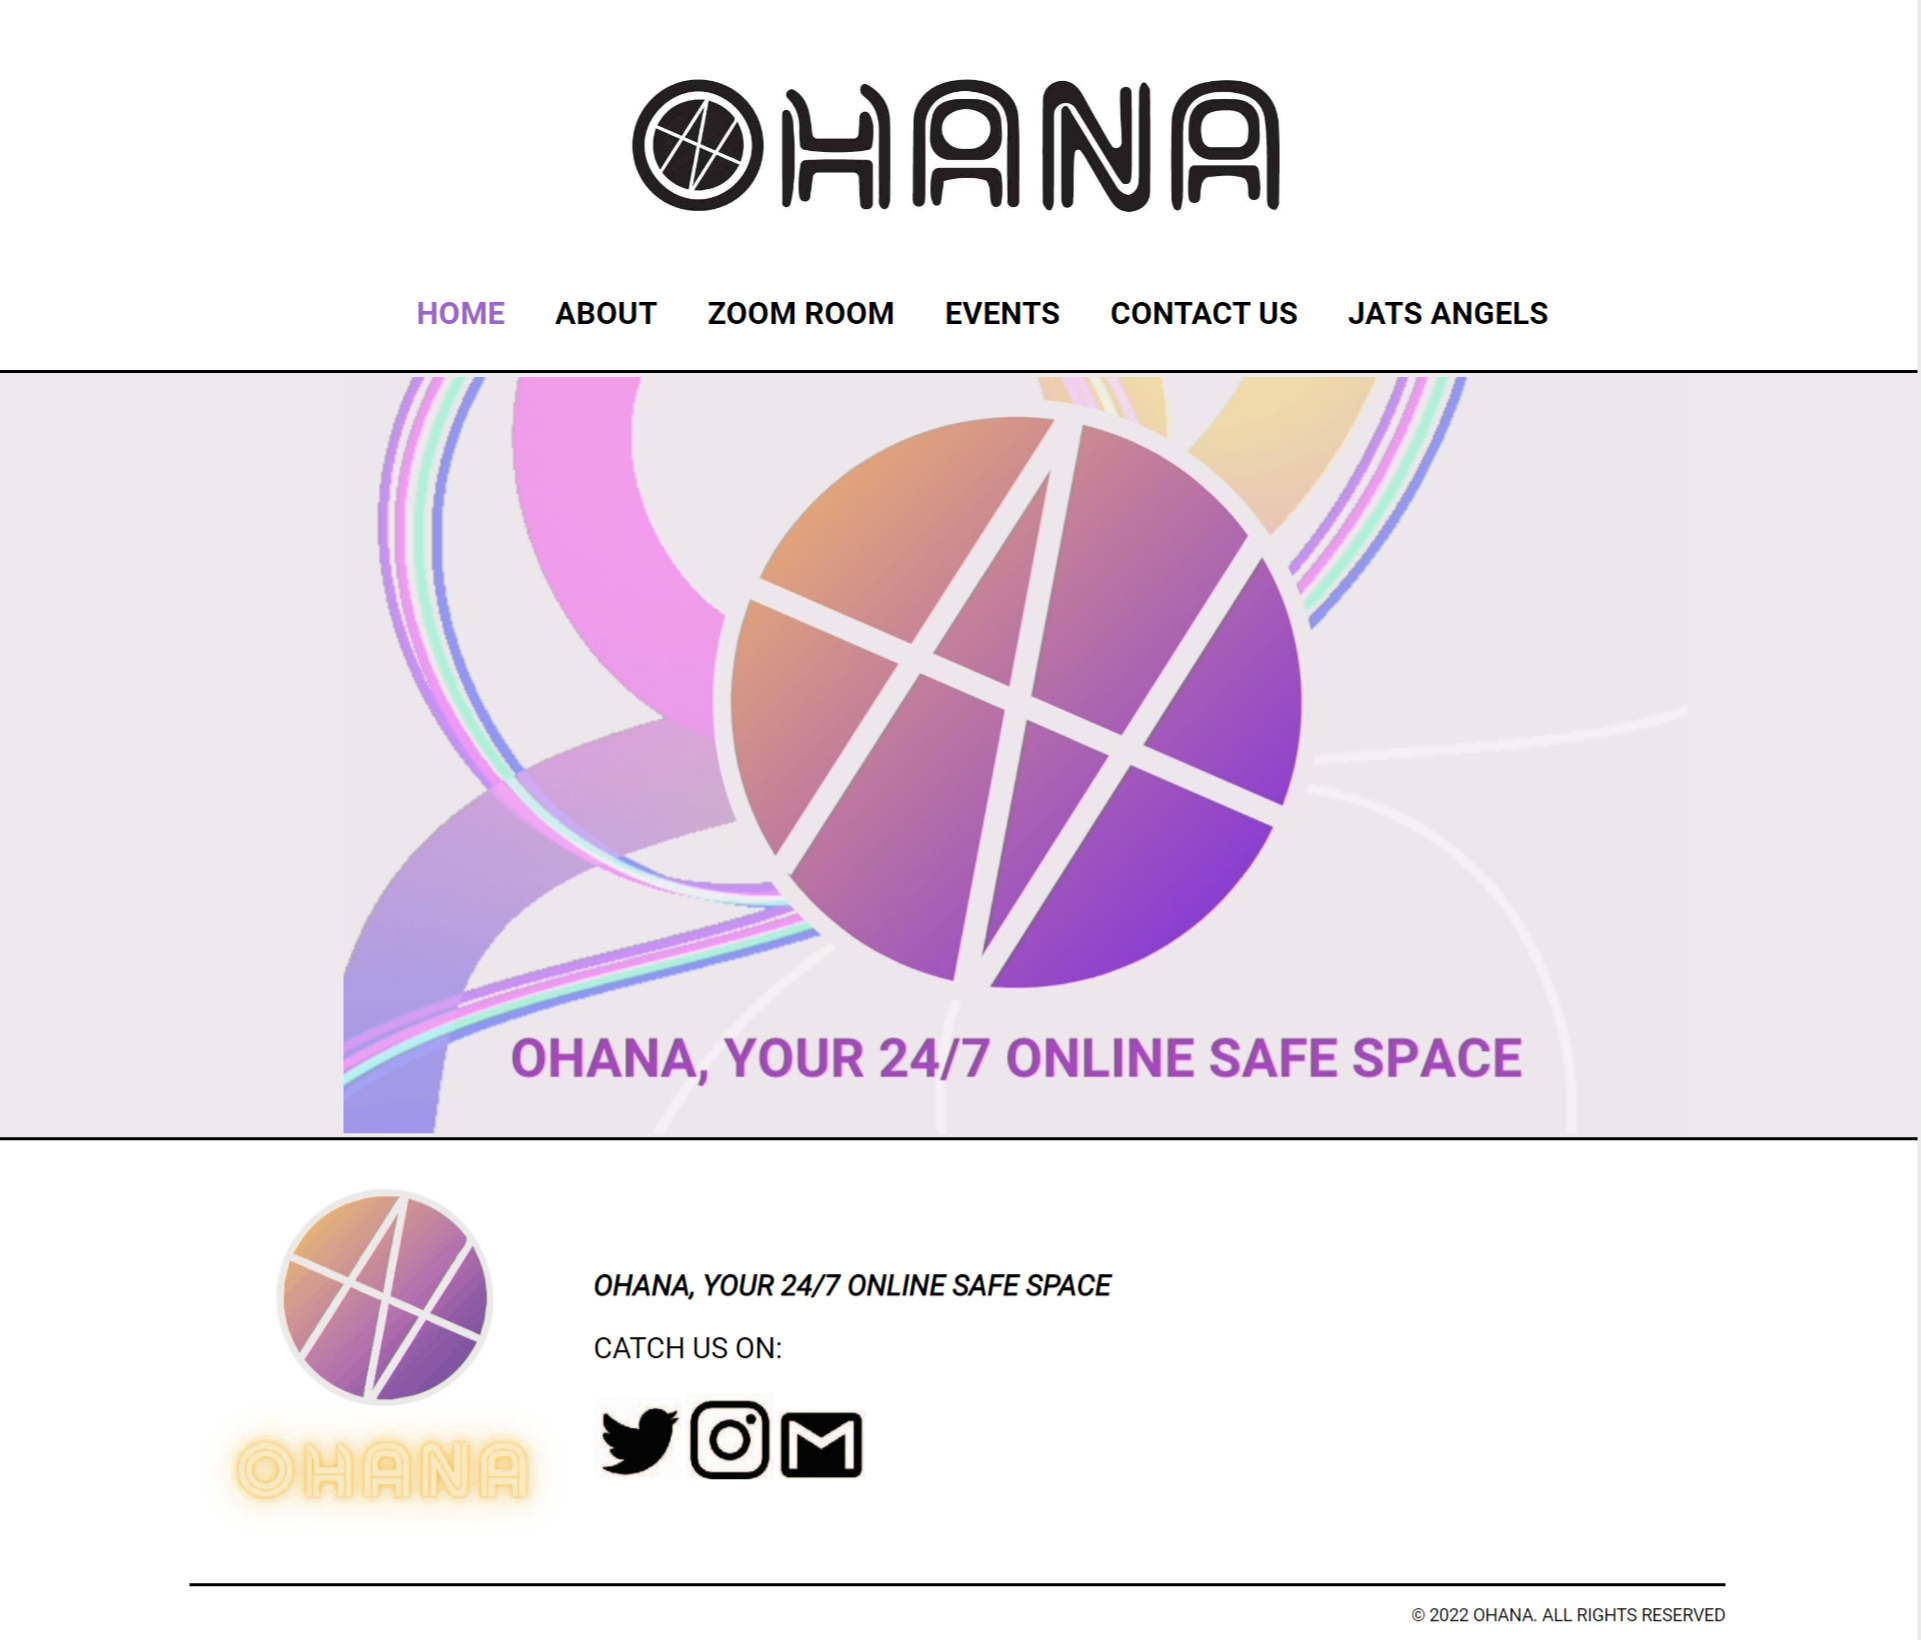 OHANA
HOME ABOUT ZOOM ROOM EVENTS CONTACT US JATS ANGELS
OHANA, YOUR 24/7 ONLINE SAFE SPACE
OHANA, YOUR 24/7 ONLINE SAFE SPACE
CATCH US ON:
OHANA
© 2022 OHANA. ALL RIGHTS RESERVED